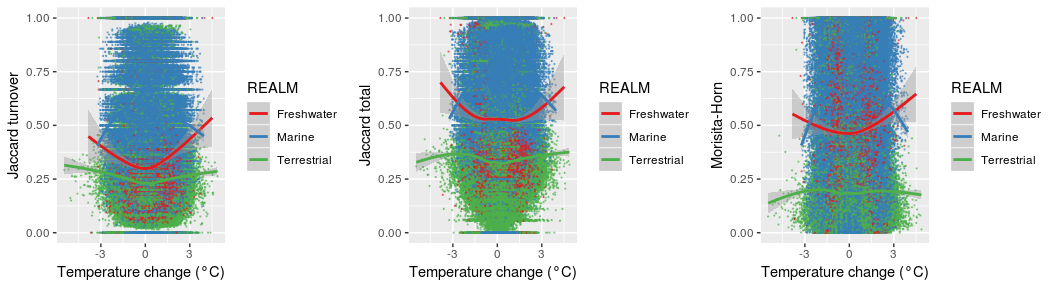 Jaccard turnover
1.00
0.75
0.50
0.25
0.00
-3
0
3
Temperature change (°C)
REALM
Freshwater
Marine
Terrestrial
Jaccard total
1.00
0.75
0.50
0.25
0.00
-3
0
3
Temperature change (°C)
REALM
Freshwater
Marine
Terrestrial
Morisita-Horn
1.00
0.75
0.50
0.25
0.00
-3
0
3
Temperature change (°C)
REALM
Freshwater
Marine
Terrestrial